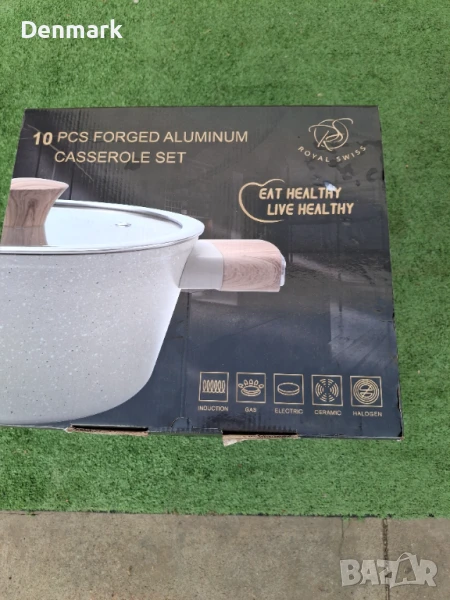 Denmark
10 PCS FORGED ALUMINUM
CASSEROLE SET
ROYAL SWISS
EAT HEALTHY
LIVE HEALTHY
INDUCTION GAS ELECTRIC CERAMIC HALOGEN
BAZAR